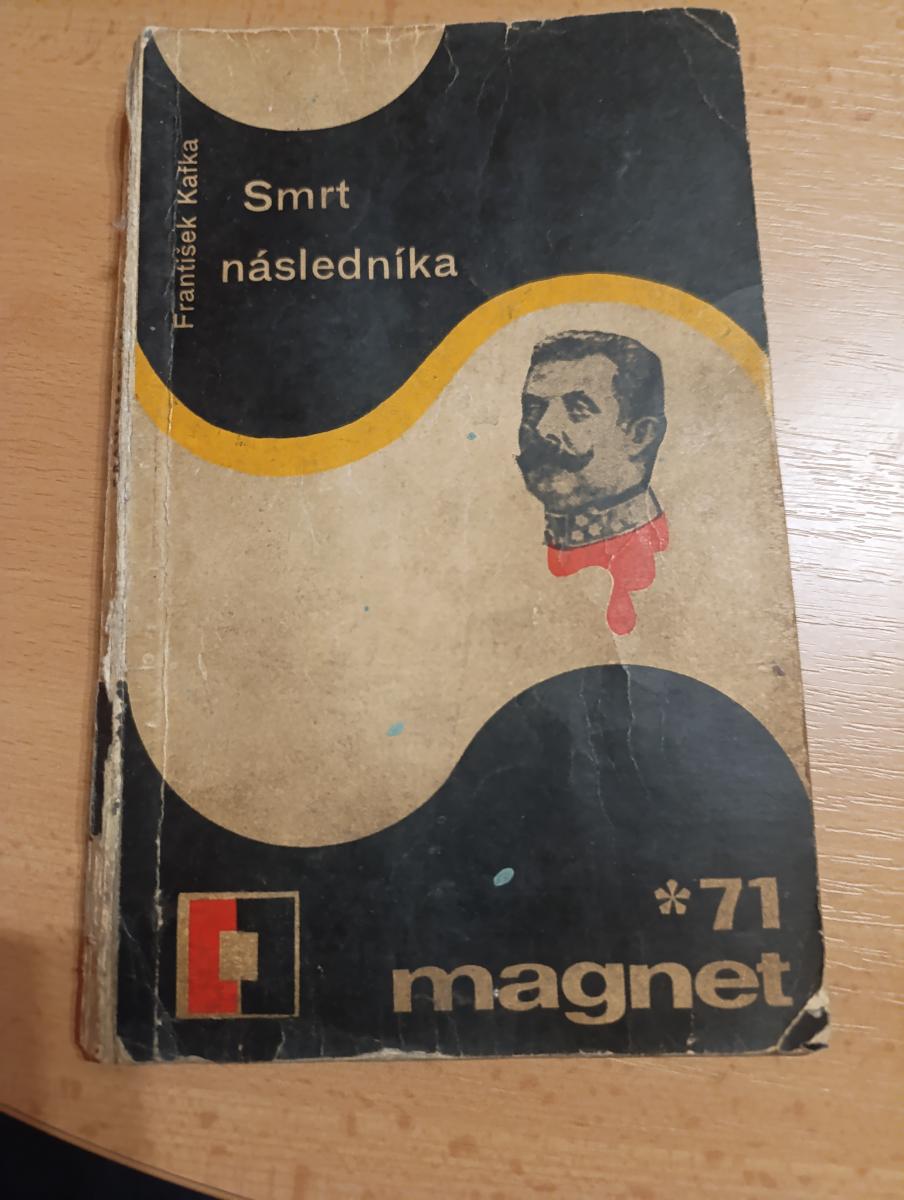 František Kafka
Smrt
následníka
*71
magnet